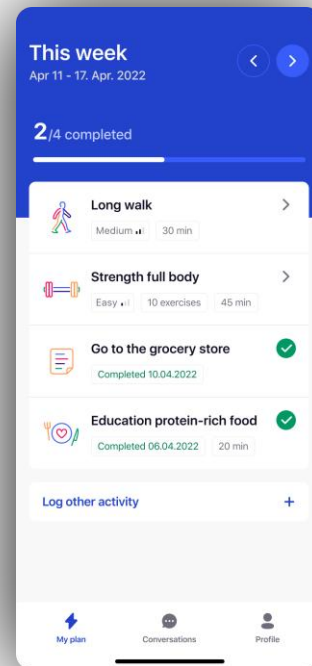 This week
Apr 11 - 17. Apr. 2022
2/4 completed
Long walk
Medium 30 min
Strength full body
Easy 10 exercises 45 min
Go to the grocery store
Completed 10.04.2022
Education protein-rich food
Completed 06.04.2022 20 min
Log other activity +
My plan Conversations Profile